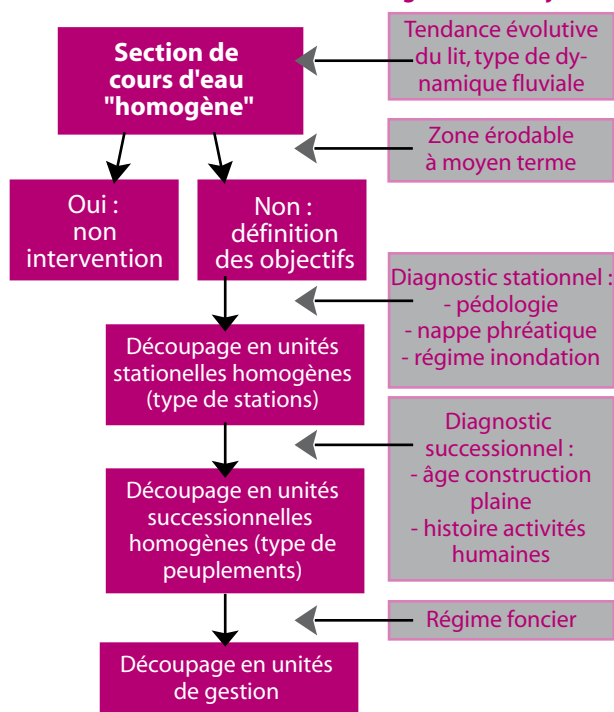 Section de
cours d'eau
"homogène"
Tendance évolutive
du lit, type de dy-
namique fluviale
Zone érodable
à moyen terme
Oui :
non
intervention
Non :
définition
des objectifs
Diagnostic stationnel :
- pédologie
- nappe phréatique
- régime inondation
Découpage en unités
stationelles homogènes
(type de stations)
Diagnostic
successionnel :
- âge construction
plaine
- histoire activités
humaines
Découpage en unités
successionnelles
homogènes (type de
peuplements)
Régime foncier
Découpage en unités
de gestion